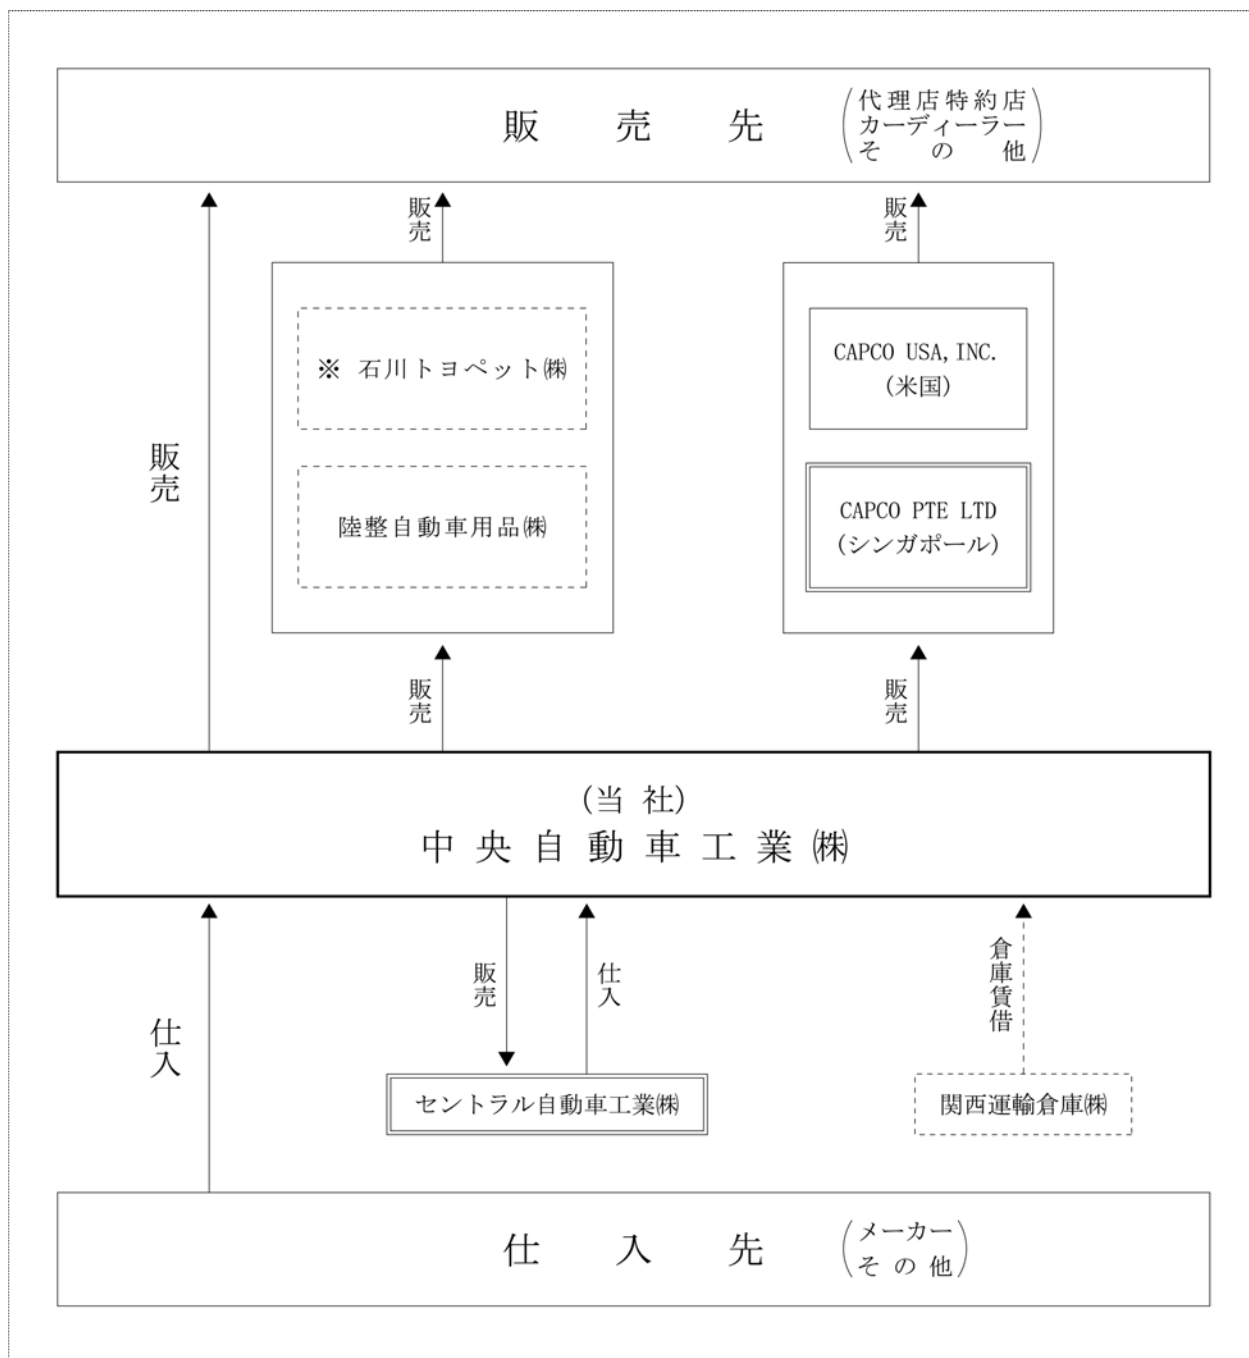 販売先
(代理店特約店
カーディーラー
その他)
販売
販売
販売
※ 石川トヨペット㈱
陸整自動車用品㈱
CAPCO USA, INC.
(米国)
CAPCO PTE LTD
(シンガポール)
販売
販売
(当社)
中央自動車工業㈱
仕入
販売
仕入
倉庫賃借
セントラル自動車工業㈱
関西運輸倉庫㈱
仕入先
(メーカー
その他)